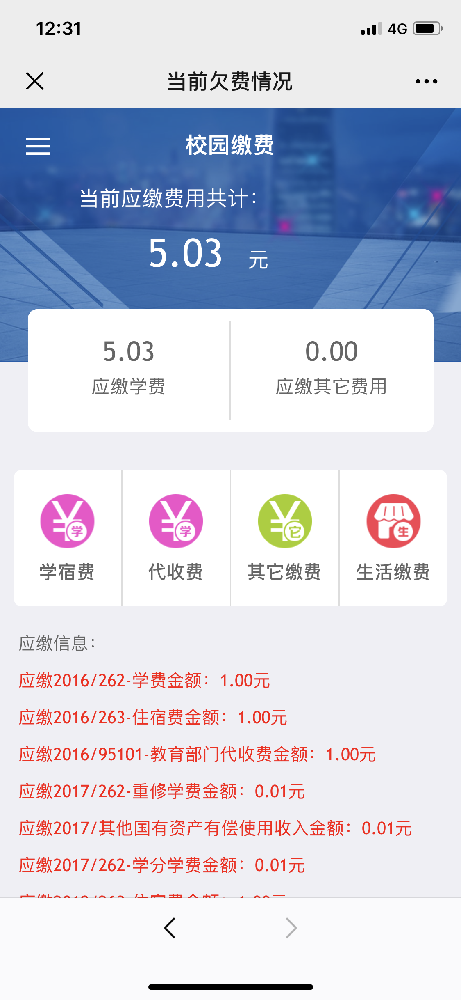 12:31 4G
当前欠费情况
校园缴费
当前应缴费用共计：
5.03 元
5.03 0.00
应缴学费 应缴其它费用
学 学 它 生
学宿费 代收费 其它缴费 生活缴费
应缴信息：
应缴2016/262-学费金额：1.00元
应缴2016/263-住宿费金额：1.00元
应缴2016/95101-教育部门代收费金额：1.00元
应缴2017/262-重修学费金额：0.01元
应缴2017/其他国有资产有偿使用收入金额：0.01元
应缴2017/262-学分学费金额：0.01元